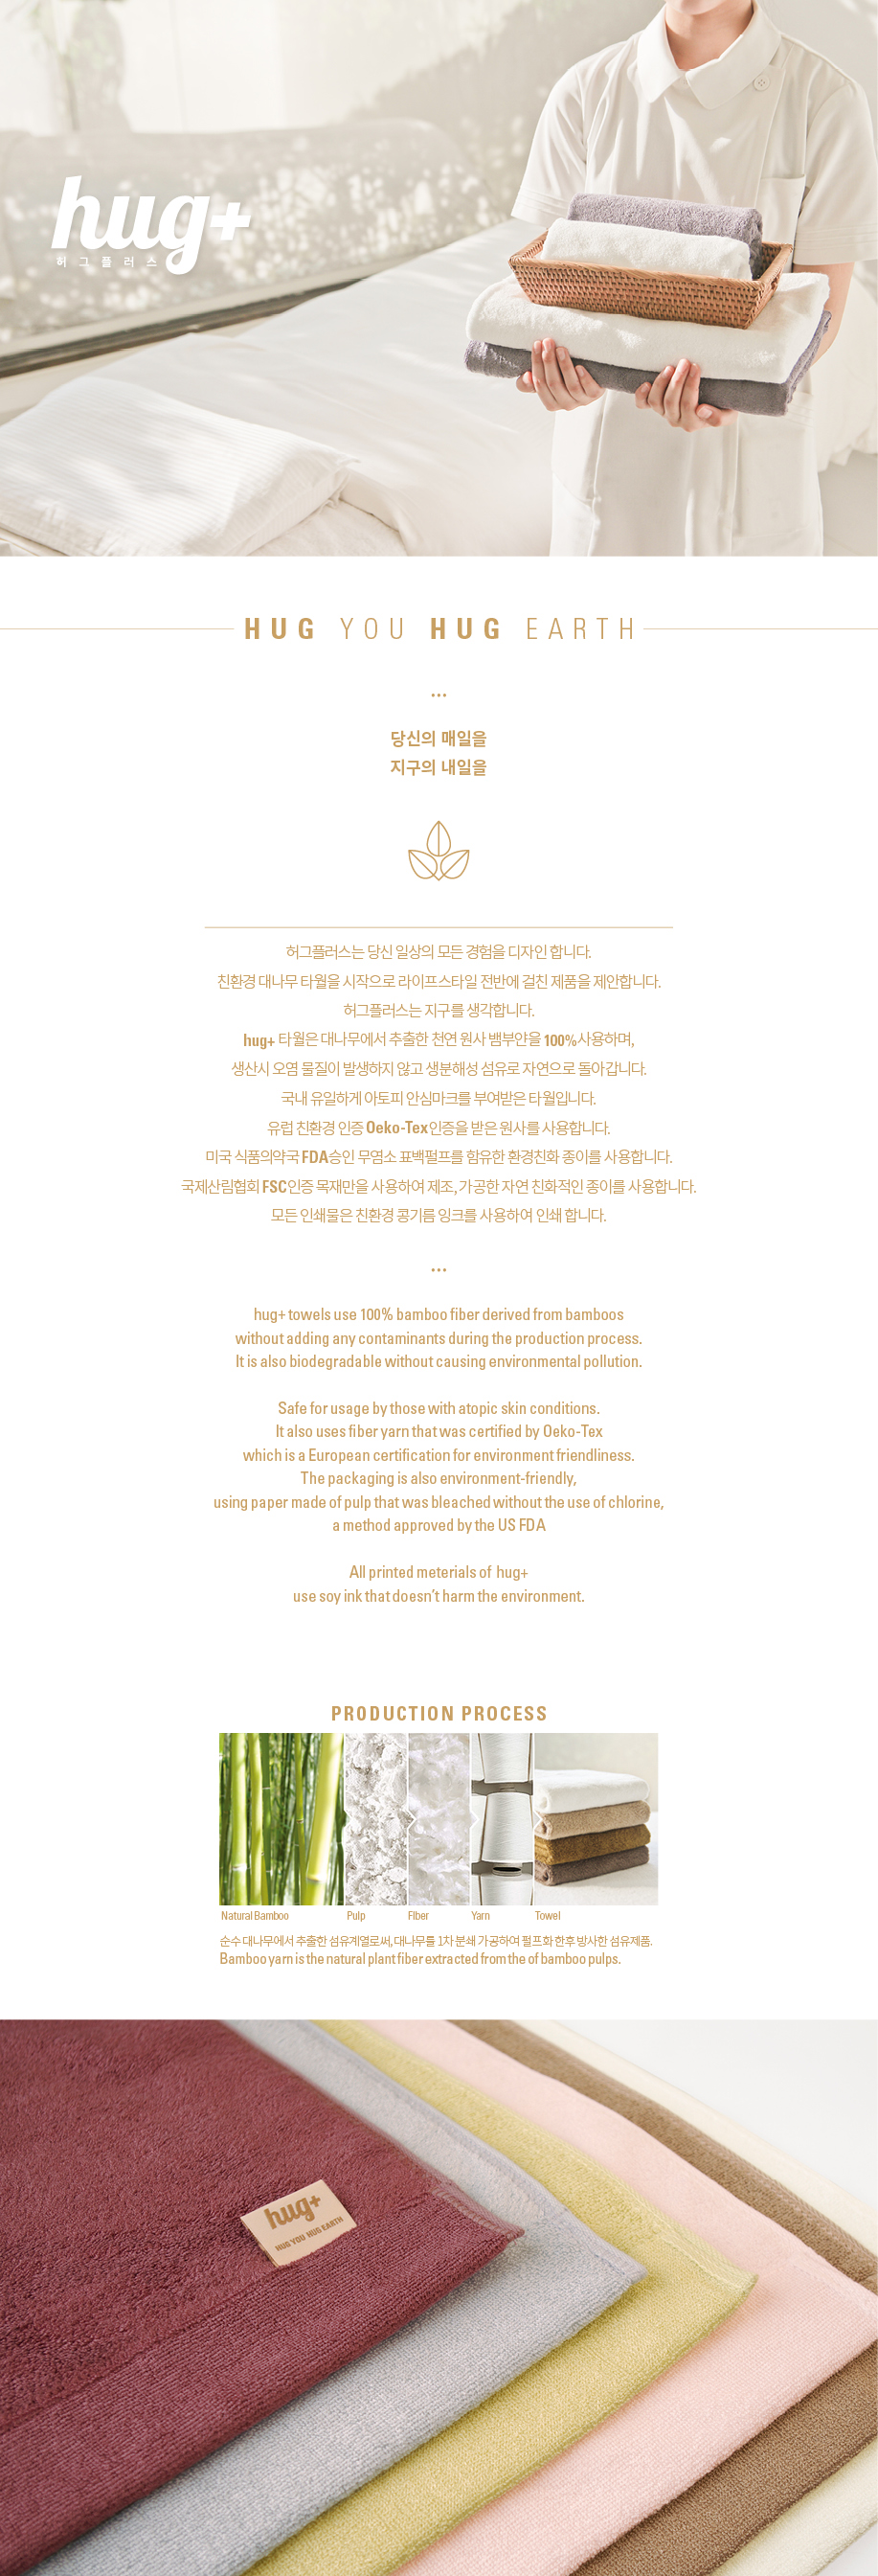 hug+
허그플러스
HUG YOU HUG EARTH
...
당신의 매일을
지구의 내일을
허그플러스는 당신 일상의 모든 경험을 디자인 합니다.
친환경 대나무 타월을 시작으로 라이프스타일 전반에 걸친 제품을 제안합니다.
허그플러스는 지구를 생각합니다.
hug+ 타월은 대나무에서 추출한 천연 원사 뱀부얀을 100%사용하며,
생산시 오염 물질이 발생하지 않고 생분해성 섬유로 자연으로 돌아갑니다.
국내 유일하게 아토피 안심마크를 부여받은 타월입니다.
유럽 친환경 인증 Oeko-Tex인증을 받은 원사를 사용합니다.
미국 식품의약국 FDA승인 무염소 표백펄프를 함유한 환경친화 종이를 사용합니다.
국제산림협회 FSC인증 목재만을 사용하여 제조, 가공한 자연 친화적인 종이를 사용합니다.
모든 인쇄물은 친환경 콩기름 잉크를 사용하여 인쇄 합니다.
...
hug+ towels use 100% bamboo fiber derived from bamboos
without adding any contaminants during the production process.
It is also biodegradable without causing environmental pollution.
Safe for usage by those with atopic skin conditions.
It also uses fiber yarn that was certified by Oeko-Tex
which is a European certification for environment friendliness.
The packaging is also environment-friendly,
using paper made of pulp that was bleached without the use of chlorine,
a method approved by the US FDA
All printed meterials of hug+
use soy ink that doesn't harm the environment.
PRODUCTION PROCESS
Natural Bamboo Pulp Fiber Yarn Towel
순수 대나무에서 추출한 섬유계열로써, 대나무를 1차 분쇄 가공하여 펄프화 한후 방사한 섬유제품.
Bamboo yarn is the natural plant fiber extracted from the of bamboo pulps.
hug+
HUG YOU HUG EARTH